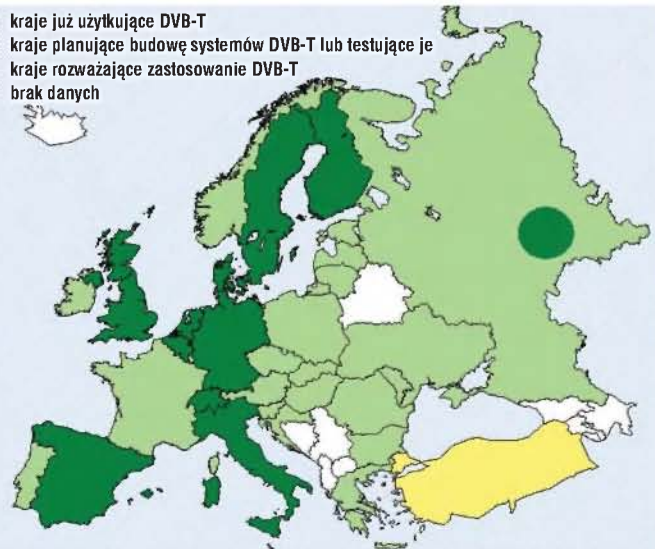 kraje już użytkujące DVB-T
kraje planujące budowę systemów DVB-T lub testujące je
kraje rozważające zastosowanie DVB-T
brak danych